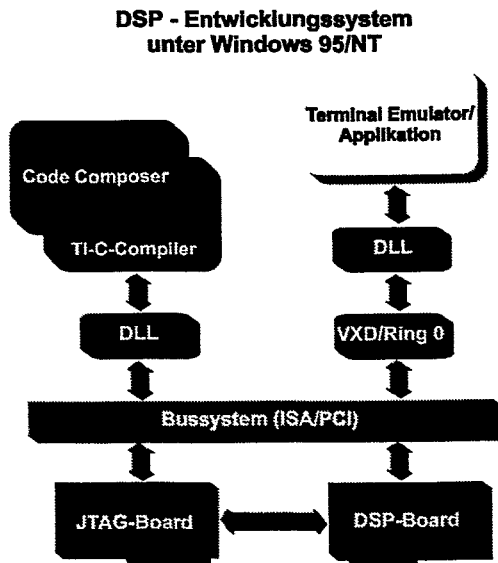 DSP - Entwicklungssystem
unter Windows 95/NT
Terminal Emulator/
Applikation
Code Composer
TI-C-Compiler
DLL
DLL
VXD/Ring 0
Bussystem (ISA/PCI)
JTAG-Board
DSP-Board